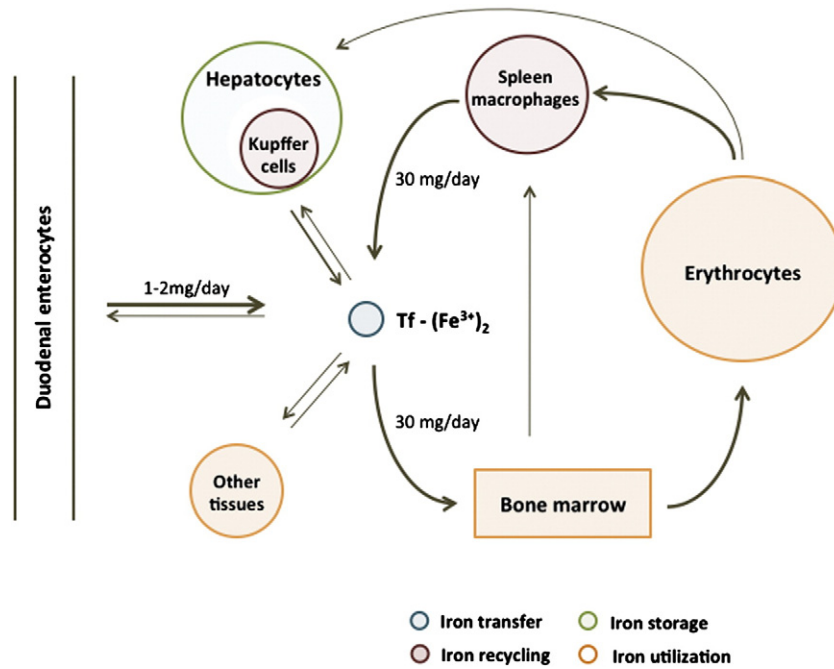 Hepatocytes
Kupffer
cells
Spleen
macrophages
30 mg/day
Duodenal enterocytes
1-2mg/day
Tf - (Fe³⁺)₂
Erythrocytes
30 mg/day
Other
tissues
Bone marrow
Iron transfer
Iron storage
Iron recycling
Iron utilization